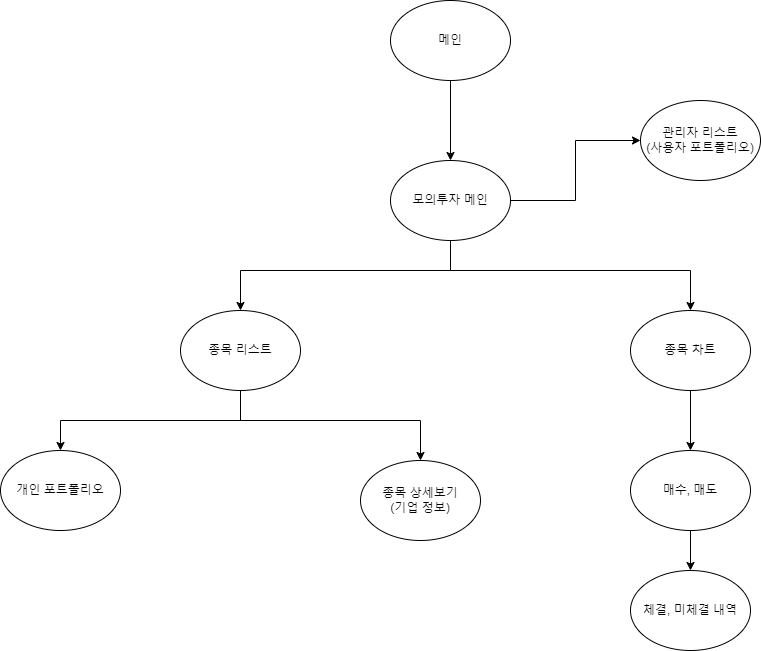 메인
관리자 리스트
(사용자 포트폴리오)
모의투자 메인
종목 리스트
종목 차트
개인 포트폴리오
종목 상세보기
(기업 정보)
매수, 매도
체결, 미체결 내역